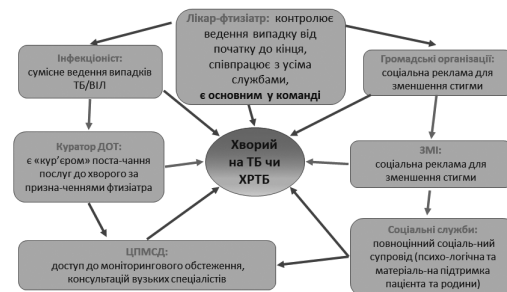 Лікар-фтизіатр: контролює
ведення випадку від
початку до кінця,
співпрацює з усіма
службами,
є основним у команді
Інфекціоніст:
сумісне ведення випадків
ТБ/ВІЛ
Громадські організації:
соціальна реклама для
зменшення стигми
Куратор ДОТ:
є «кур’єром» поста-чання
послуг до хворого за
призна-ченнями фтизіатра
Хворий
на ТБ чи
ХРТБ
ЗМІ:
соціальна реклама для
зменшення стигми
ЦПМСД:
доступ до моніторингового обстеження,
консультацій вузьких спеціалістів
Соціальні служби:
повноцінний соціаль-ний
супровід (психо-логічна та
матеріаль-на підтримка
пацієнта та родини)